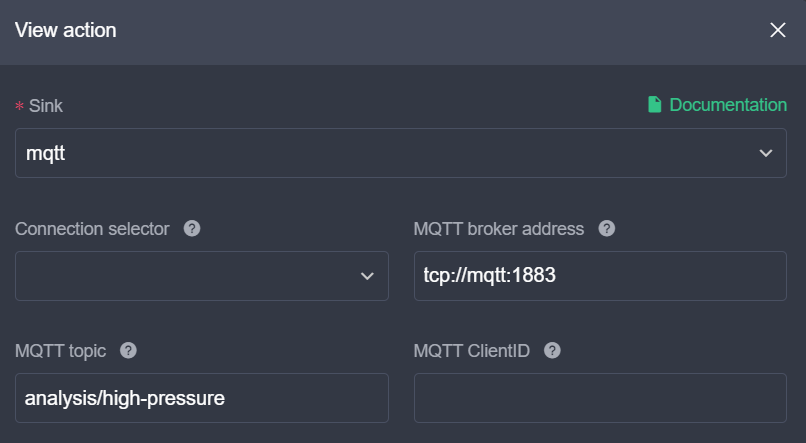 View action
* Sink
Documentation
mqtt
Connection selector ?
MQTT broker address ?
tcp://mqtt:1883
MQTT topic ?
MQTT ClientID ?
analysis/high-pressure